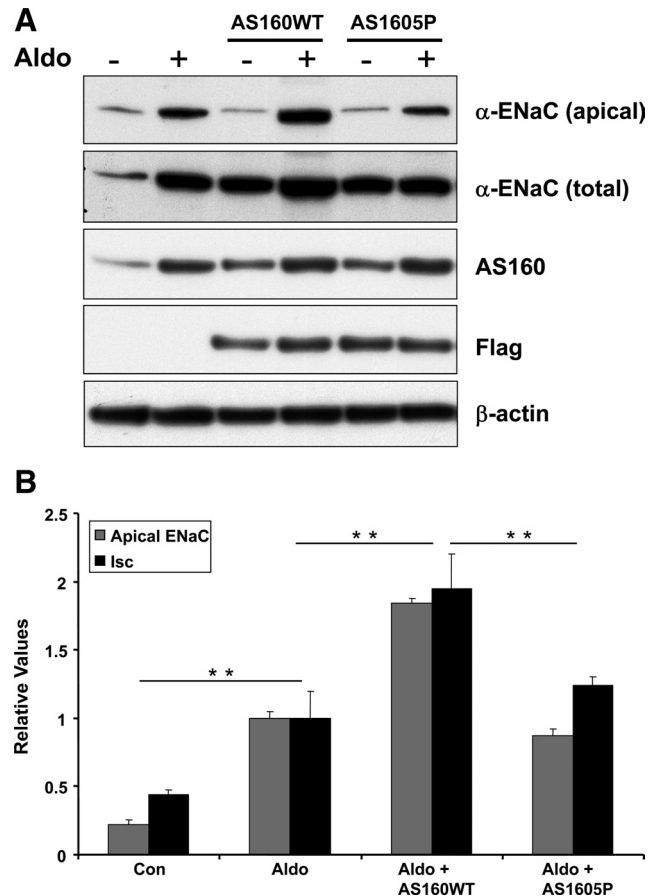 A
AS160WT AS1605P
Aldo - + - + - +
α-ENaC (apical)
α-ENaC (total)
AS160
Flag
β-actin
B
Relative Values
2.5
2
1.5
1
0.5
0
Apical ENaC
Isc
* *
* *
* *
Con
Aldo
Aldo +
AS160WT
Aldo +
AS1605P